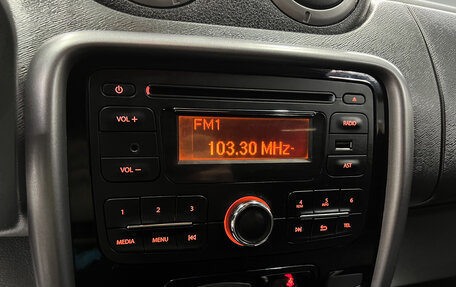 FM1
RADIO
VOL +
103.30 MHz
AST
VOL –
1 2 3
4 5 6
MEDIA MENU
TEL